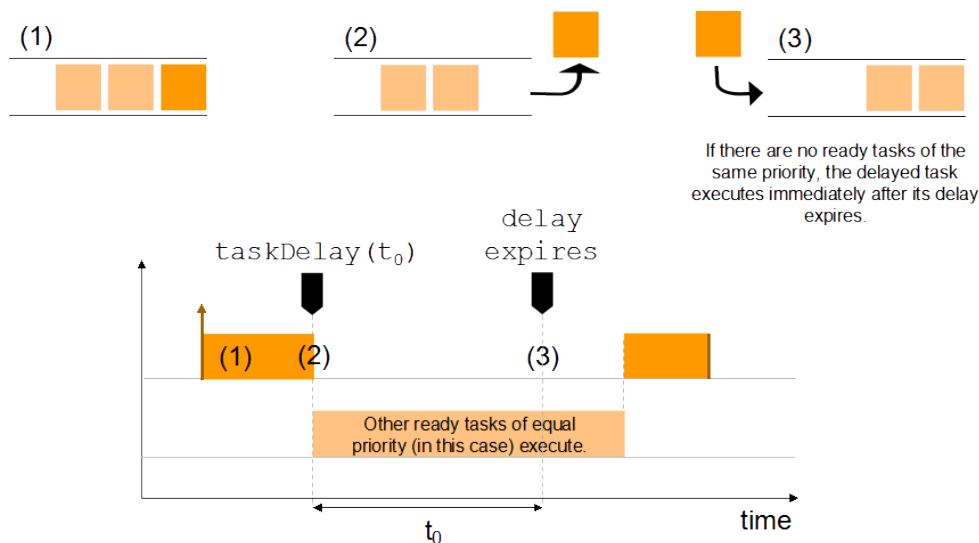 (1)
(2)
(3)
If there are no ready tasks of the
same priority, the delayed task
executes immediately after its delay
expires.
taskDelay(t0)
delay
expires
(1)
(2)
(3)
Other ready tasks of equal
priority (in this case) execute.
t0
time